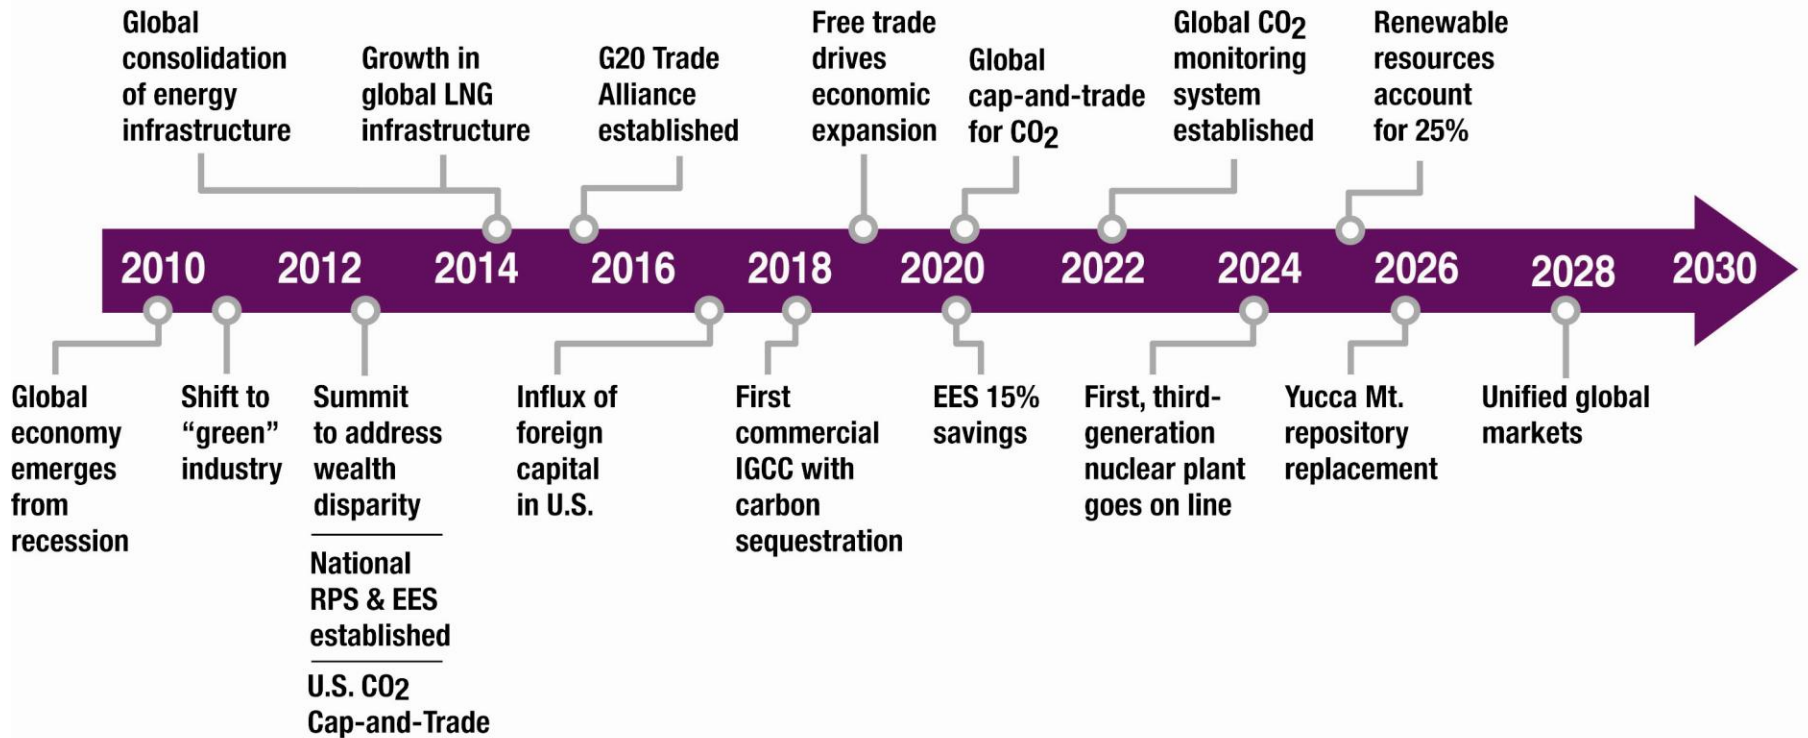 Global
consolidation
of energy
infrastructure
Growth in
global LNG
infrastructure
G20 Trade
Alliance
established
Free trade
drives
economic
expansion
Global
cap-and-trade
for CO2
Global CO2
monitoring
system
established
Renewable
resources
account
for 25%
2010 2012 2014 2016 2018 2020 2022 2024 2026 2028 2030
Global
economy
emerges
from
recession
Shift to
“green”
industry
Summit
to address
wealth
disparity
National
RPS & EES
established
U.S. CO2
Cap-and-Trade
Influx of
foreign
capital
in U.S.
First
commercial
IGCC with
carbon
sequestration
EES 15%
savings
First, third-
generation
nuclear plant
goes on line
Yucca Mt.
repository
replacement
Unified global
markets